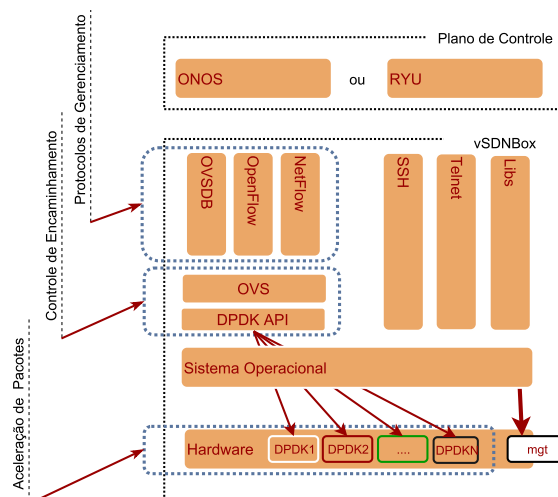 Plano de Controle
ONOS
ou
RYU
vSDNBox
Protocolos de Gerenciamento
OVSDB
OpenFlow
NetFlow
SSH
Telnet
Libs
Controle de Encaminhamento
OVS
DPDK API
Sistema Operacional
Aceleração de Pacotes
Hardware
DPDK1
DPDK2
....
DPDKN
mgt